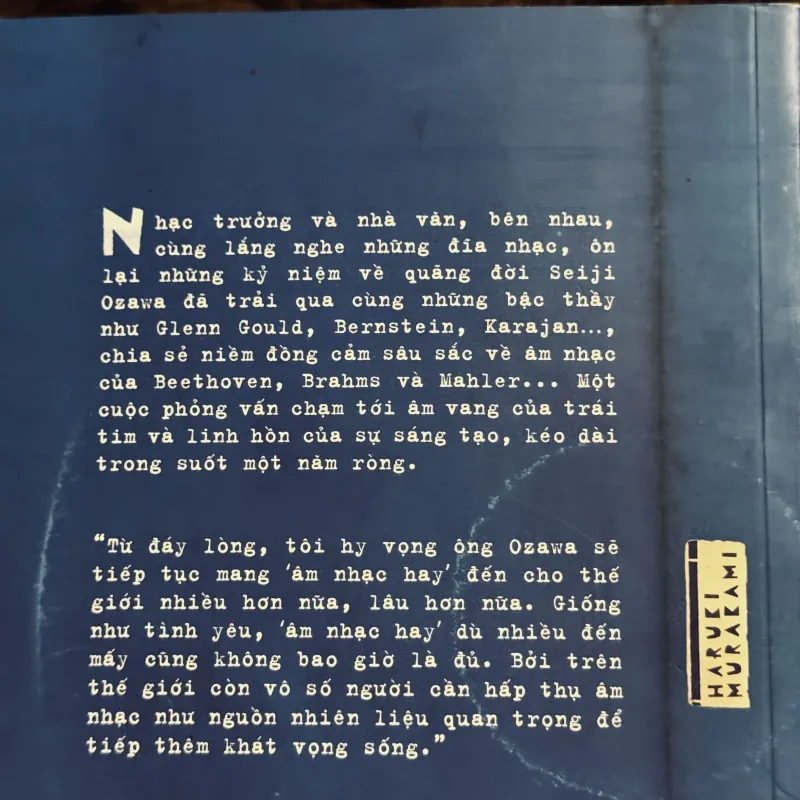 Nhạc trưởng và nhà văn, bên nhau,
cùng lắng nghe những đĩa nhạc, ôn
lại những kỷ niệm về quãng đời Seiji
Ozawa đã trải qua cùng những bậc thầy
như Glenn Gould, Bernstein, Karajan...,
chia sẻ niềm đồng cảm sâu sắc về âm nhạc
của Beethoven, Brahms và Mahler... Một
cuộc phỏng vấn chạm tới âm vang của trái
tim và linh hồn của sự sáng tạo, kéo dài
trong suốt một năm ròng.
“Từ đáy lòng, tôi hy vọng ông Ozawa sẽ
tiếp tục mang ‘âm nhạc hay’ đến cho thế
giới nhiều hơn nữa, lâu hơn nữa. Giống
như tình yêu, ‘âm nhạc hay’ dù nhiều đến
mấy cũng không bao giờ là đủ. Bởi trên
thế giới còn vô số người cần hấp thụ âm
nhạc như nguồn nhiên liệu quan trọng để
tiếp thêm khát vọng sống.”
HARUKI
MURAKAMI